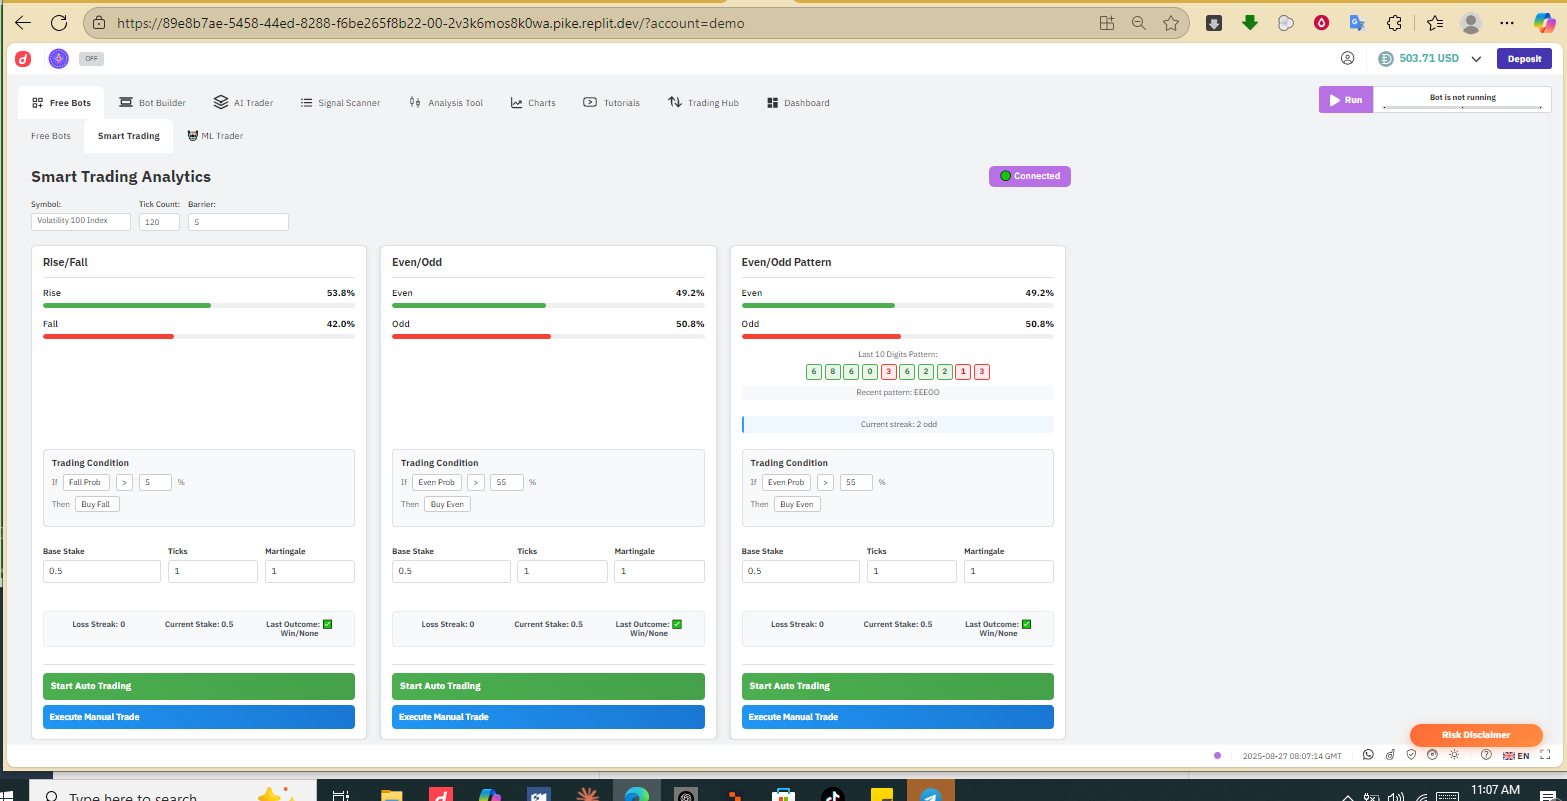 https://89e8b7ae-5458-44ed-8288-f6be265f8b22-00-2v3k6mos8k0wa.pike.replit.dev/?account=demo
OFF
503.71 USD
Deposit
Free Bots
Bot Builder
AI Trader
Signal Scanner
Analysis Tool
Charts
Tutorials
Trading Hub
Dashboard
Run
Bot is not running
Free Bots
Smart Trading
ML Trader
Smart Trading Analytics
Connected
Symbol: Tick Count: Barrier:
Volatility 100 Index 120 5
Rise/Fall
Rise 53.8%
Fall 42.0%
Trading Condition
If Fall Prob > 5 %
Then Buy Fall
Base Stake Ticks Martingale
0.5 1 1
Loss Streak: 0 Current Stake: 0.5 Last Outcome: ✅
Win/None
Start Auto Trading
Execute Manual Trade
Even/Odd
Even 49.2%
Odd 50.8%
Trading Condition
If Even Prob > 55 %
Then Buy Even
Base Stake Ticks Martingale
0.5 1 1
Loss Streak: 0 Current Stake: 0.5 Last Outcome: ✅
Win/None
Start Auto Trading
Execute Manual Trade
Even/Odd Pattern
Even 49.2%
Odd 50.8%
Last 10 Digits Pattern:
6 8 6 0 3 6 2 2 1 3
Recent pattern: EEEOO
Current streak: 2 odd
Trading Condition
If Even Prob > 55 %
Then Buy Even
Base Stake Ticks Martingale
0.5 1 1
Loss Streak: 0 Current Stake: 0.5 Last Outcome: ✅
Win/None
Start Auto Trading
Execute Manual Trade
Risk Disclaimer
2025-08-27 08:07:14 GMT
EN
Type here to search
11:07 AM